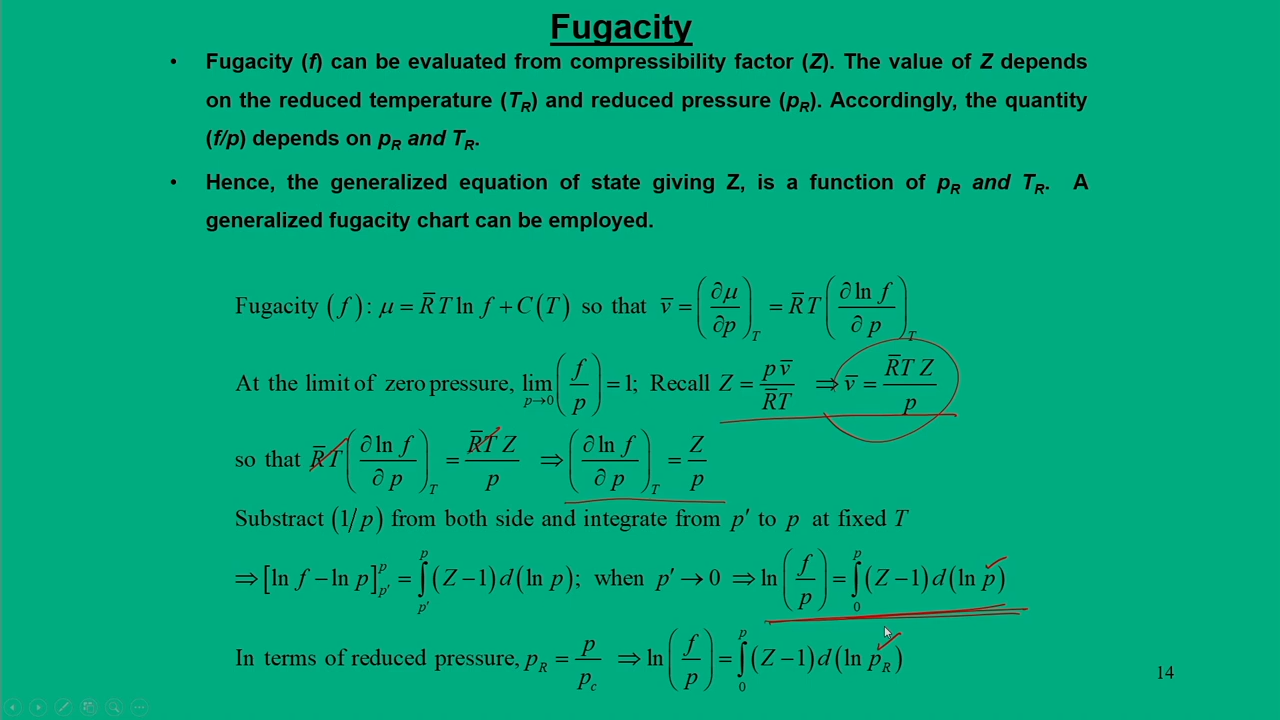 Fugacity
• Fugacity (f) can be evaluated from compressibility factor (Z). The value of Z depends
on the reduced temperature (T_R) and reduced pressure (p_R). Accordingly, the quantity
(f/p) depends on p_R and T_R.
• Hence, the generalized equation of state giving Z, is a function of p_R and T_R. A
generalized fugacity chart can be employed.
Fugacity (f): μ = R̅T ln f + C(T) so that v̅ = (∂μ/∂p)_T = R̅T (∂ ln f/∂p)_T
At the limit of zero pressure, lim_{p→0} (f/p) = 1; Recall Z = p v̅/R̅T ⇒ v̅ = R̅T Z/p
so that R̅T (∂ ln f/∂p)_T = R̅T Z/p ⇒ (∂ ln f/∂p)_T = Z/p
Substract (1/p) from both side and integrate from p′ to p at fixed T
⇒ [ln f − ln p]_{p′}^{p} = ∫_{p′}^{p} (Z − 1) d(ln p); when p′ → 0 ⇒ ln (f/p) = ∫_0^p (Z − 1) d(ln p)
In terms of reduced pressure, p_R = p/p_c ⇒ ln (f/p) = ∫_0^p (Z − 1) d(ln p_R)
14